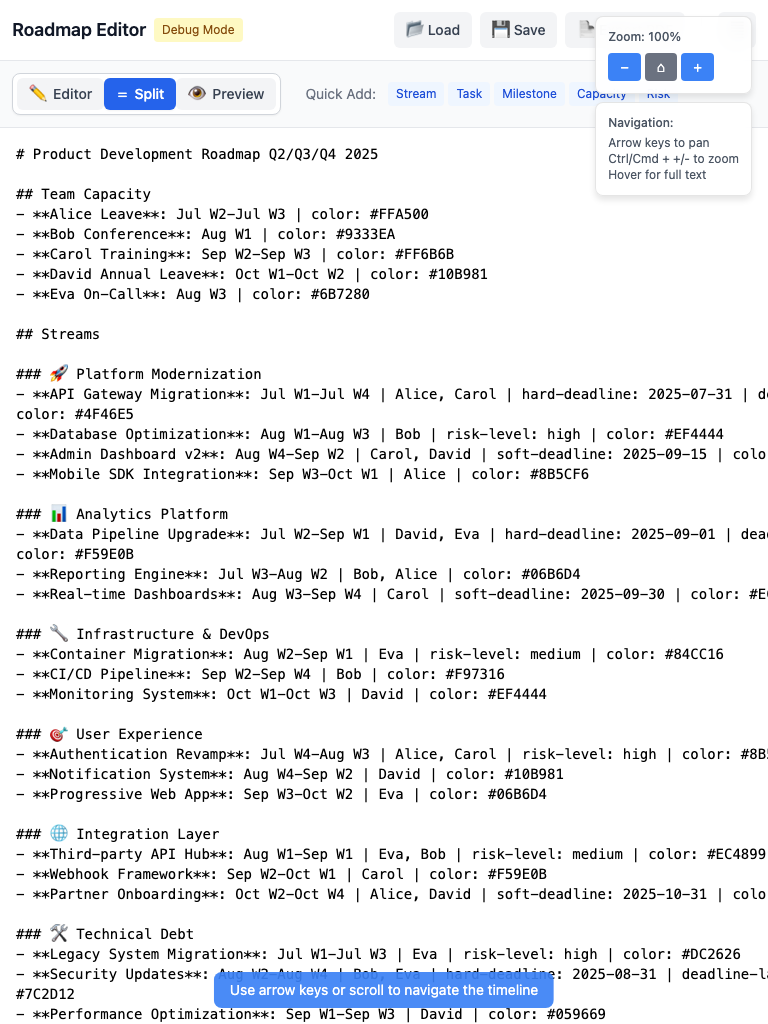 Roadmap Editor Debug Mode 📂 Load 💾 Save
Zoom: 100%
− ⌂ +
✏️ Editor = Split 👁️ Preview Quick Add: Stream Task Milestone Capacity Risk
Navigation:
Arrow keys to pan
Ctrl/Cmd + +/- to zoom
Hover for full text
# Product Development Roadmap Q2/Q3/Q4 2025
## Team Capacity
- **Alice Leave**: Jul W2-Jul W3 | color: #FFA500
- **Bob Conference**: Aug W1 | color: #9333EA
- **Carol Training**: Sep W2-Sep W3 | color: #FF6B6B
- **David Annual Leave**: Oct W1-Oct W2 | color: #10B981
- **Eva On-Call**: Aug W3 | color: #6B7280
## Streams
### 🚀 Platform Modernization
- **API Gateway Migration**: Jul W1-Jul W4 | Alice, Carol | hard-deadline: 2025-07-31 |
color: #4F46E5
- **Database Optimization**: Aug W1-Aug W3 | Bob | risk-level: high | color: #EF4444
- **Admin Dashboard v2**: Aug W4-Sep W2 | Carol, David | soft-deadline: 2025-09-15 | colo
- **Mobile SDK Integration**: Sep W3-Oct W1 | Alice | color: #8B5CF6
### 📊 Analytics Platform
- **Data Pipeline Upgrade**: Jul W2-Sep W1 | David, Eva | hard-deadline: 2025-09-01 | dea
color: #F59E0B
- **Reporting Engine**: Jul W3-Aug W2 | Bob, Alice | color: #06B6D4
- **Real-time Dashboards**: Aug W3-Sep W4 | Carol | soft-deadline: 2025-09-30 | color: #E
### 🔧 Infrastructure & DevOps
- **Container Migration**: Aug W2-Sep W1 | Eva | risk-level: medium | color: #84CC16
- **CI/CD Pipeline**: Sep W2-Sep W4 | Bob | color: #F97316
- **Monitoring System**: Oct W1-Oct W3 | David | color: #EF4444
### 🎯 User Experience
- **Authentication Revamp**: Jul W4-Aug W3 | Alice, Carol | risk-level: high | color: #8B
- **Notification System**: Aug W4-Sep W2 | David | color: #10B981
- **Progressive Web App**: Sep W3-Oct W2 | Eva | color: #06B6D4
### 🌐 Integration Layer
- **Third-party API Hub**: Aug W1-Sep W1 | Eva, Bob | risk-level: medium | color: #EC4899
- **Webhook Framework**: Sep W2-Oct W1 | Carol | color: #F59E0B
- **Partner Onboarding**: Oct W2-Oct W4 | Alice, David | soft-deadline: 2025-10-31 | colo
### 🛠️ Technical Debt
- **Legacy System Migration**: Jul W1-Jul W3 | Eva | risk-level: high | color: #DC2626
- **Security Updates**: Aug W2-Aug W4 | Bob, Eva | hard-deadline: 2025-08-31 | deadline-la
#7C2D12
Use arrow keys or scroll to navigate the timeline
- **Performance Optimization**: Sep W1-Sep W3 | David | color: #059669